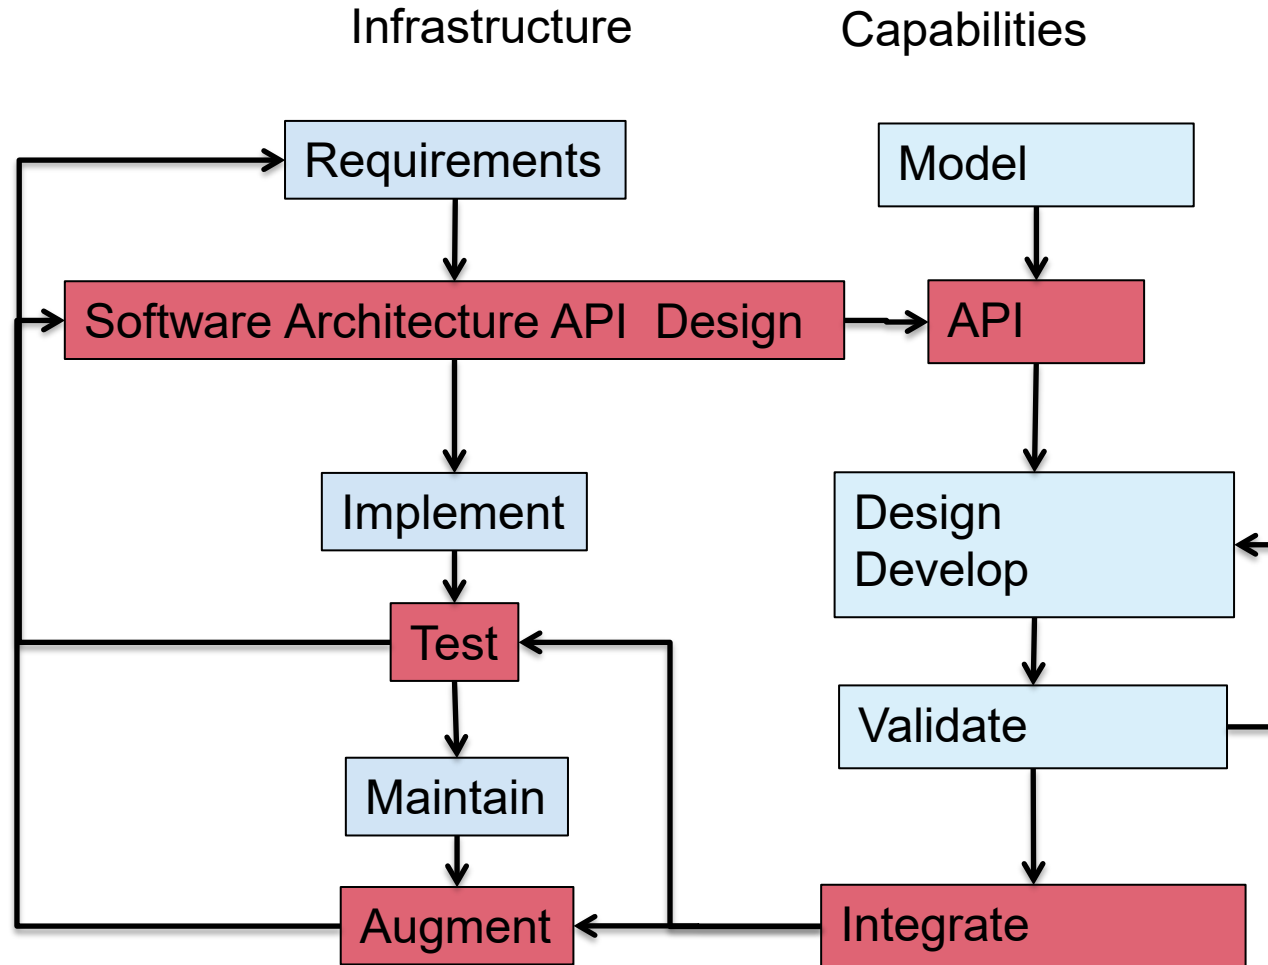 Infrastructure
Capabilities
Requirements
Model
Software Architecture API  Design
API
Implement
Design
Develop
Test
Validate
Maintain
Augment
Integrate